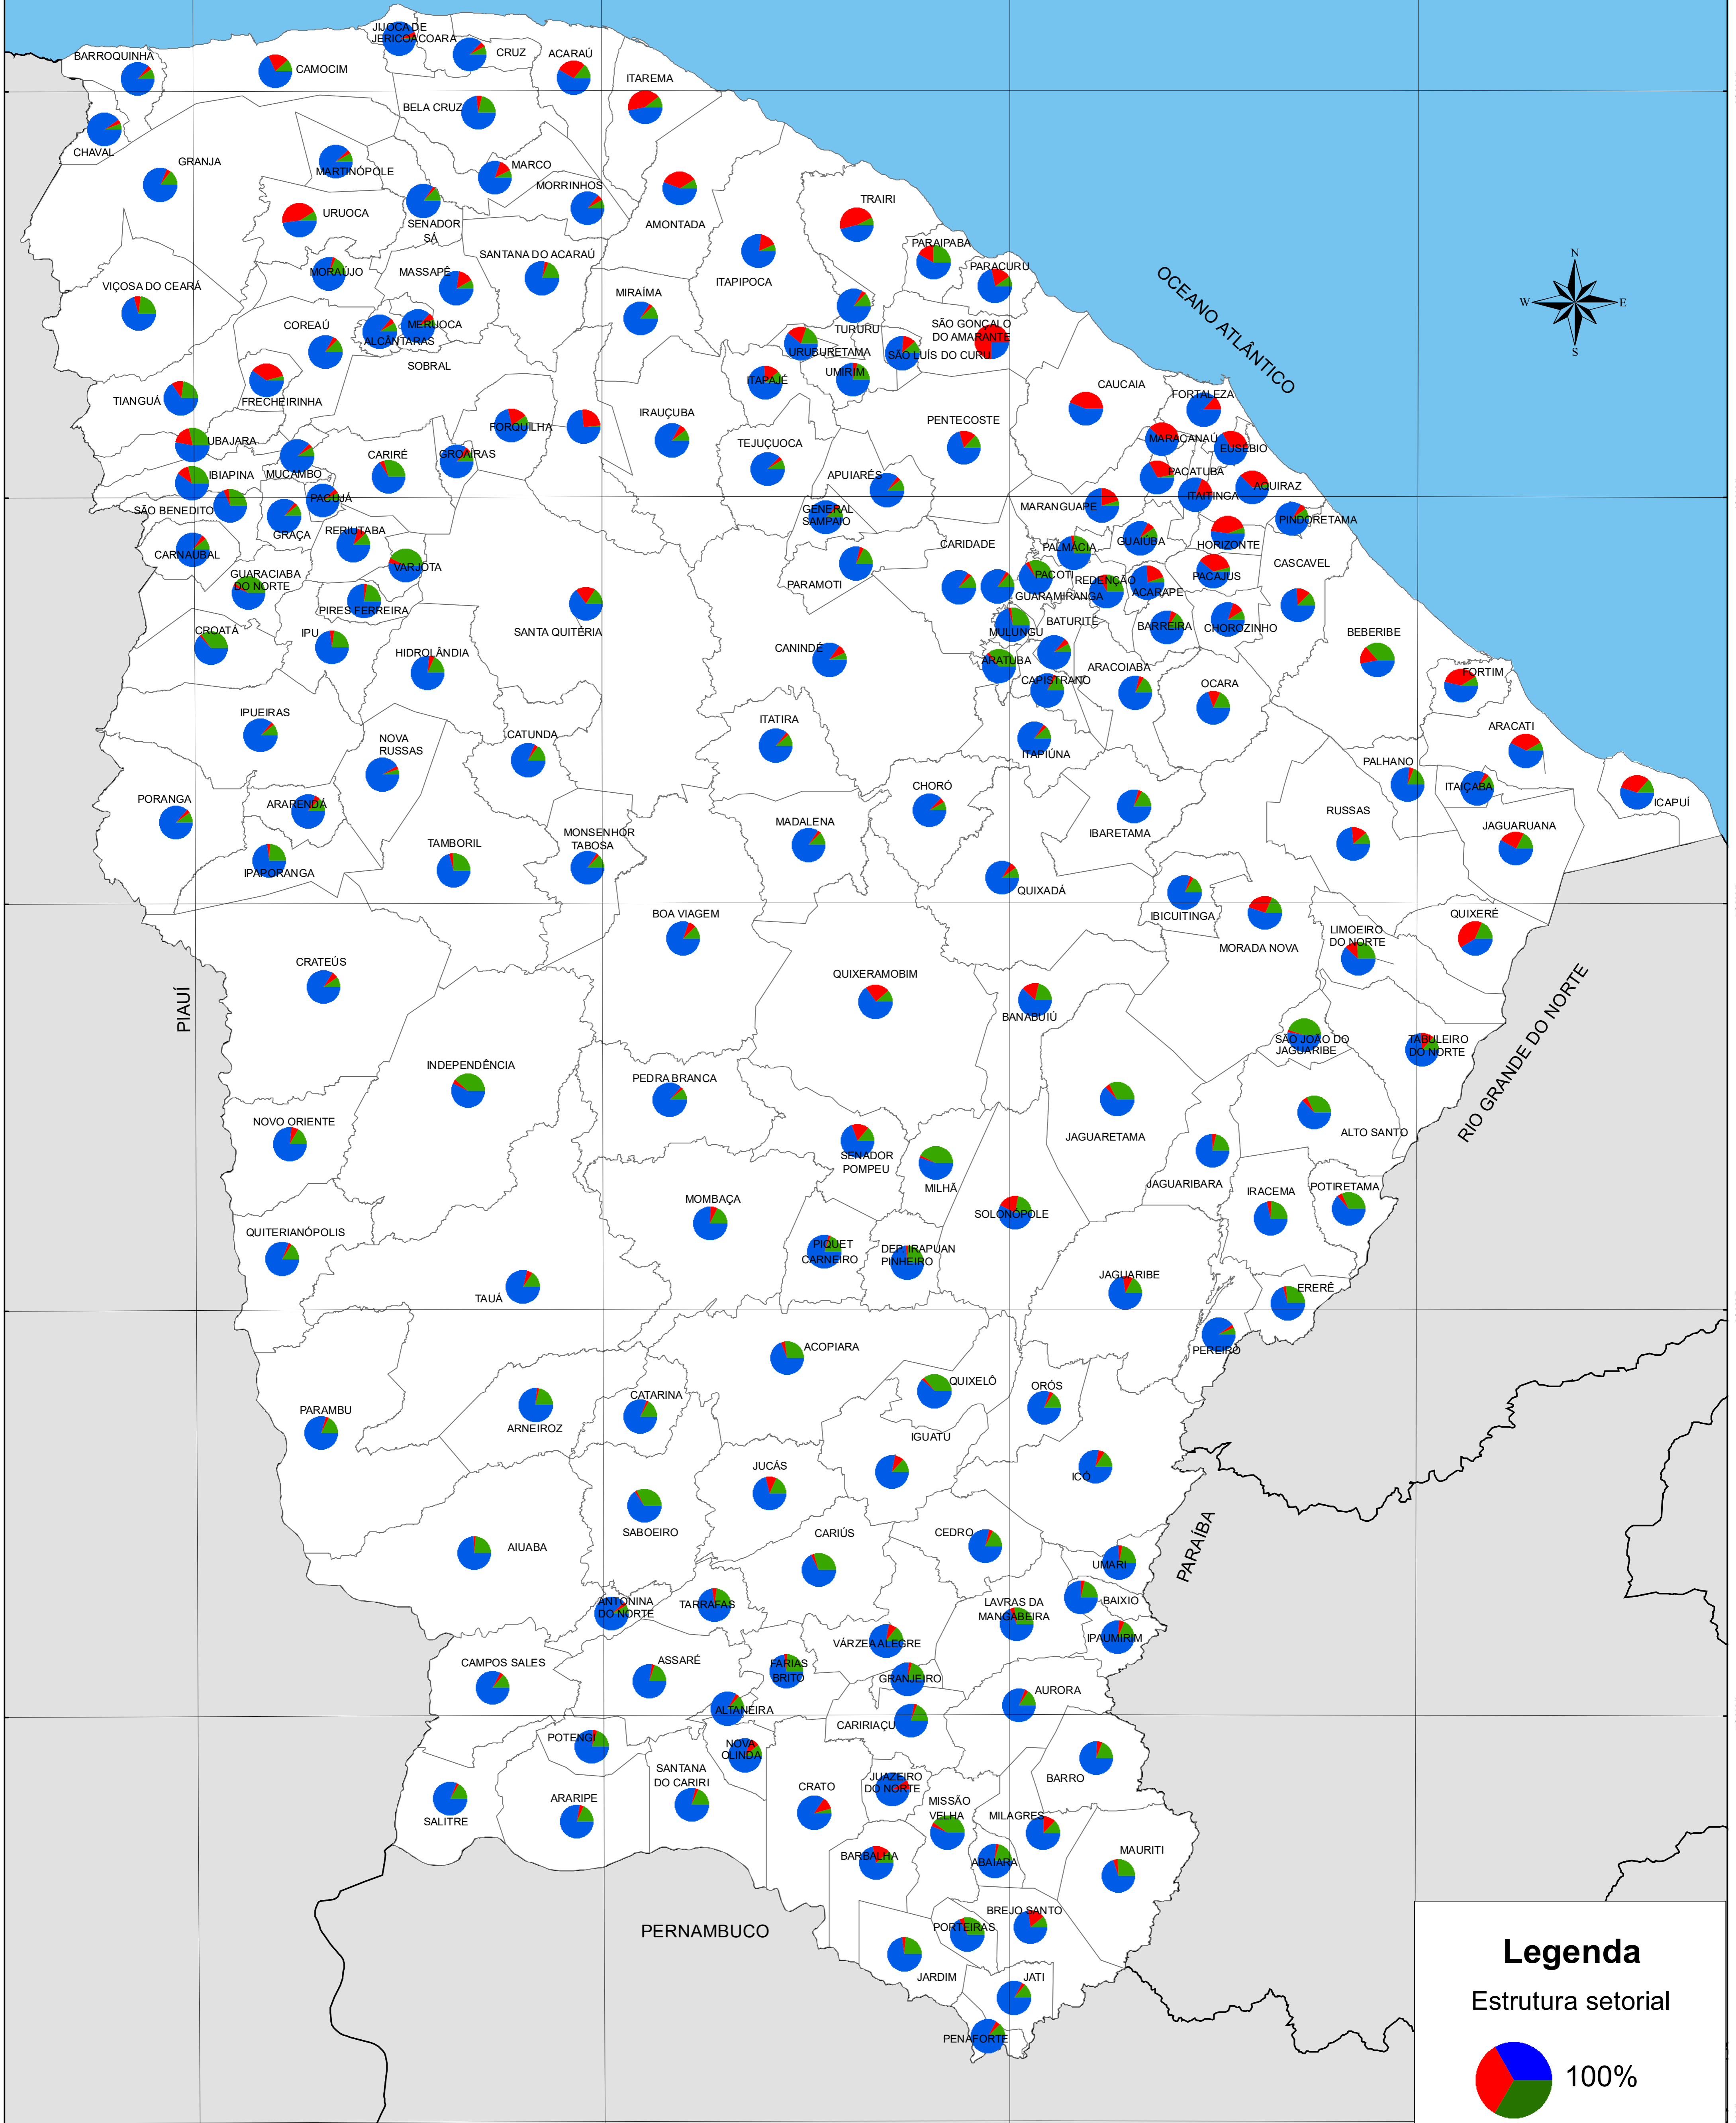 JIJOCA DE
JERICOACOARA
BARROQUINHA
CAMOCIM
CRUZ
ACARAÚ
ITAREMA
BELA CRUZ
CHAVAL
GRANJA
MARTINÓPOLE
MARCO
MORRINHOS
URUOCA
SENADOR
SÁ
AMONTADA
TRAIRI
PARAIPABA
PARACURU
N
W
E
S
OCEANO ATLÂNTICO
VIÇOSA DO CEARÁ
MORAÚJO
MASSAPÊ
SANTANA DO ACARAÚ
MIRAÍMA
ITAPIPOCA
TURURU
SÃO GONÇALO
DO AMARANTE
COREAÚ
MERUOCA
ALCÂNTARAS
SOBRAL
URUBURETAMA
SÃO LUÍS DO CURU
TIANGUÁ
FRECHEIRINHA
ITAPAJÉ
UMIRIM
CAUCAIA
FORTALEZA
FORQUILHA
IRAUÇUBA
PENTECOSTE
UBAJARA
MUCAMBO
CARIRÉ
GROAÍRAS
TEJUÇUOCA
MARACANAÚ
EUSÉBIO
IBIAPINA
APUIARÉS
PACATUBA
SÃO BENEDITO
PACUJÁ
GRAÇA
GENERAL
SAMPAIO
MARANGUAPE
ITAITINGA
AQUIRAZ
PINDORETAMA
CARNAUBAL
RERIUTABA
CARIDADE
PALMÁCIA
GUAIUBA
HORIZONTE
GUARACIABA
DO NORTE
VARJOTA
PARAMOTI
PACOTI
REDENÇÃO
PACAJUS
CASCAVEL
GUARAMIRANGA
ACARAPE
PIRES FERREIRA
CROATÁ
IPU
SANTA QUITÉRIA
MULUNGU
BATURITÉ
BARREIRA
CHOROZINHO
BEBERIBE
HIDROLÂNDIA
CANINDÉ
ARATUBA
ARACOIABA
CAPISTRANO
OCARA
FORTIM
IPUEIRAS
NOVA
RUSSAS
CATUNDA
ITATIRA
ITAPIÚNA
ARACATI
PALHANO
ITAIÇABA
PORANGA
ARARENDÁ
CHORÓ
ICAPUÍ
MONSENHOR
TABOSA
MADALENA
IBARETAMA
RUSSAS
JAGUARUANA
TAMBORIL
IPAPORANGA
QUIXADÁ
BOA VIAGEM
IBICUITINGA
MORADA NOVA
LIMOEIRO
DO NORTE
QUIXERÉ
CRATEÚS
QUIXERAMOBIM
BANABUIÚ
PIAUÍ
RIO GRANDE DO NORTE
SÃO JOÃO DO
JAGUARIBE
TABULEIRO
DO NORTE
INDEPENDÊNCIA
PEDRA BRANCA
NOVO ORIENTE
SENADOR
POMPEU
MILHÃ
JAGUARETAMA
ALTO SANTO
JAGUARIBARA
IRACEMA
POTIRETAMA
MOMBAÇA
SOLONÓPOLE
QUITERIANÓPOLIS
PIQUET
CARNEIRO
DEP. IRAPUAN
PINHEIRO
TAUÁ
JAGUARIBE
ERERÊ
PEREIRO
ACOPIARA
PARAMBU
ARNEIROZ
CATARINA
QUIXELÔ
ORÓS
IGUATU
JUCÁS
ICÓ
SABOEIRO
CARIÚS
CEDRO
AIUABA
UMARI
PARAÍBA
ANTONINA
DO NORTE
TARRAFAS
LAVRAS DA
MANGABEIRA
BAIXIO
VÁRZEA ALEGRE
IPAUMIRIM
CAMPOS SALES
ASSARÉ
FARIAS
BRITO
GRANJEIRO
AURORA
ALTANEIRA
CARIRIAÇU
POTENGI
NOVA
OLINDA
SANTANA
DO CARIRI
CRATO
JUAZEIRO
DO NORTE
BARRO
SALITRE
ARARIPE
MISSÃO
VELHA
MILAGRES
BARBALHA
ABAIARA
MAURITI
PERNAMBUCO
PORTEIRAS
BREJO SANTO
JARDIM
JATI
PENAFORTE
Legenda
Estrutura setorial
100%